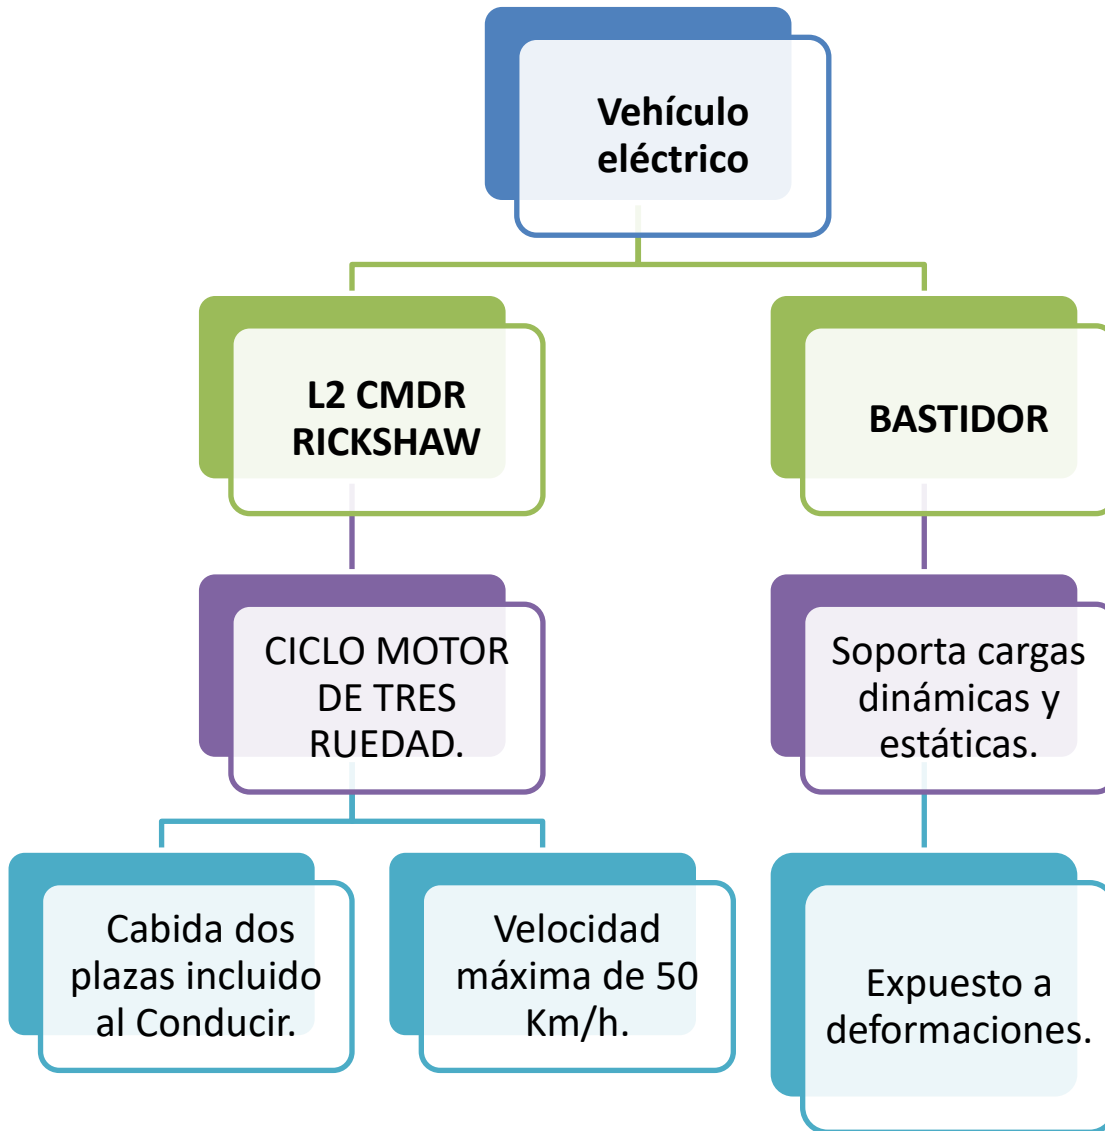 Vehículo
eléctrico
L2 CMDR
RICKSHAW
BASTIDOR
CICLO MOTOR
DE TRES
RUEDAD.
Soporta cargas
dinámicas y
estáticas.
Cabida dos
plazas incluido
al Conducir.
Velocidad
máxima de 50
Km/h.
Expuesto a
deformaciones.